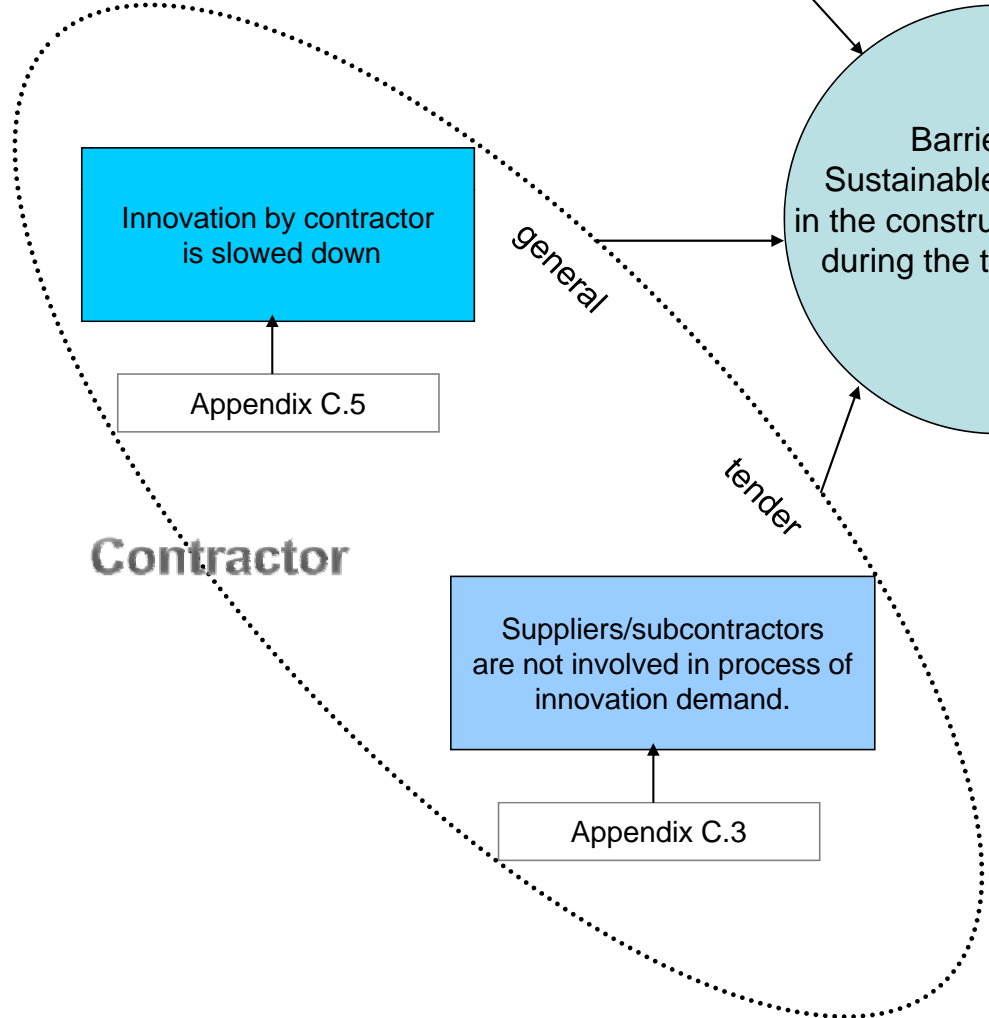 Barrie
Sustainable
in the constru
during the t
Innovation by contractor
is slowed down
general
Appendix C.5
tender
Contractor
Suppliers/subcontractors
are not involved in process of
innovation demand.
Appendix C.3